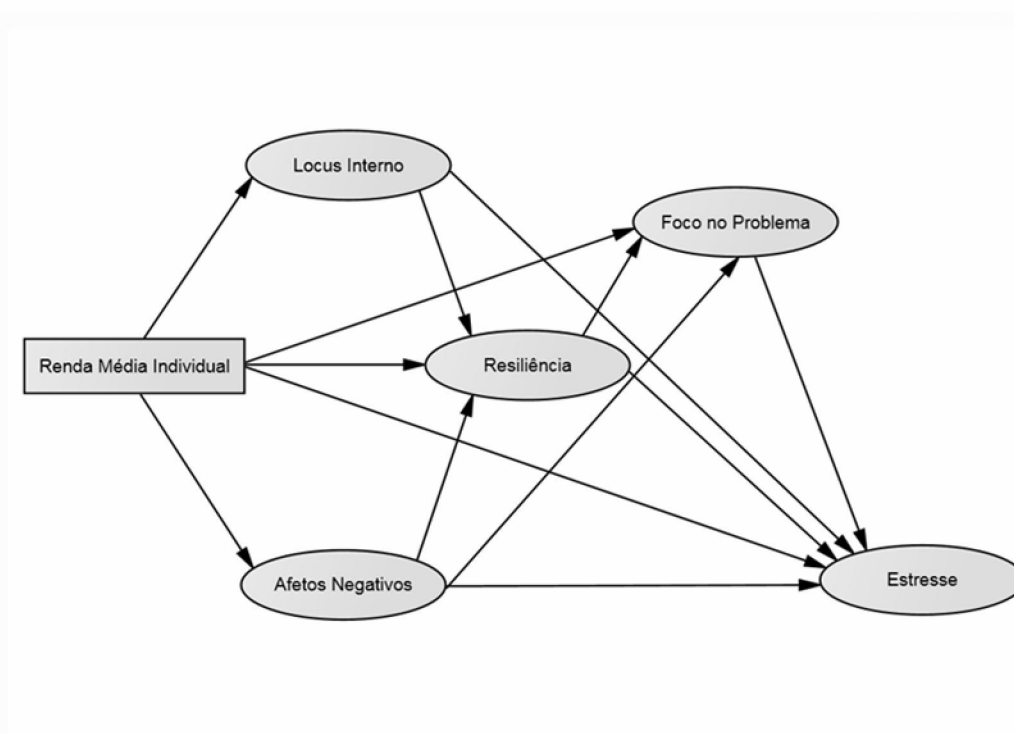 Locus Interno
Foco no Problema
Renda Média Individual
Resiliência
Afetos Negativos
Estresse